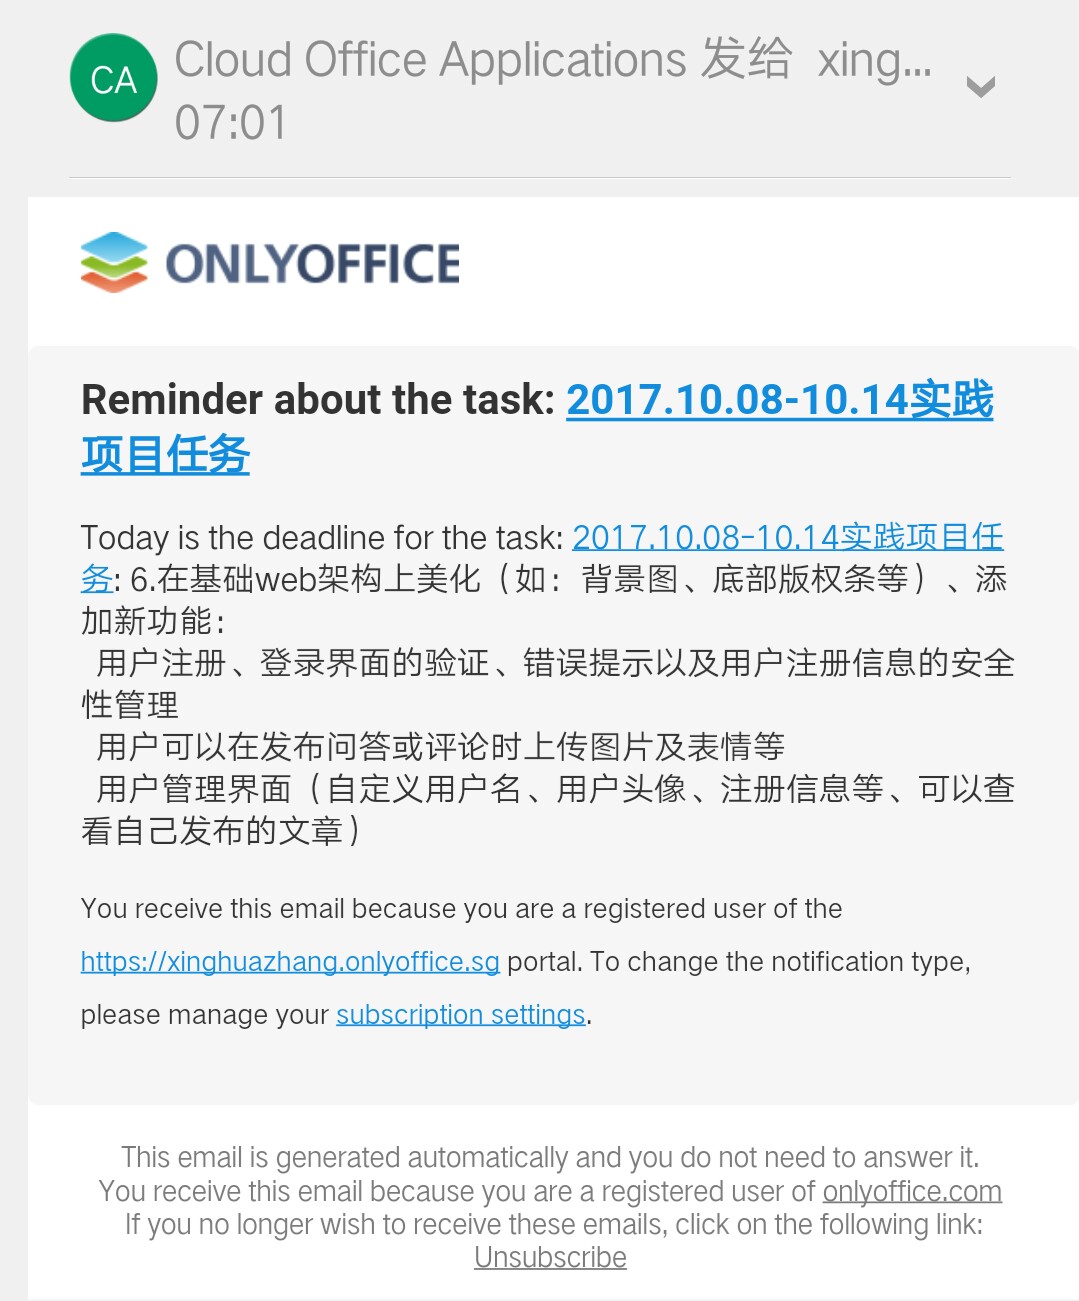 CA
Cloud Office Applications 发给 xing...
07:01
ONLYOFFICE
Reminder about the task: 2017.10.08-10.14实践
项目任务
Today is the deadline for the task: 2017.10.08-10.14实践项目任
务: 6.在基础web架构上美化（如：背景图、底部版权条等）、添
加新功能：
用户注册、登录界面的验证、错误提示以及用户注册信息的安全
性管理
用户可以在发布问答或评论时上传图片及表情等
用户管理界面（自定义用户名、用户头像、注册信息等、可以查
看自己发布的文章）
You receive this email because you are a registered user of the
https://xinghuazhang.onlyoffice.sg portal. To change the notification type,
please manage your subscription settings.
This email is generated automatically and you do not need to answer it.
You receive this email because you are a registered user of onlyoffice.com
If you no longer wish to receive these emails, click on the following link:
Unsubscribe